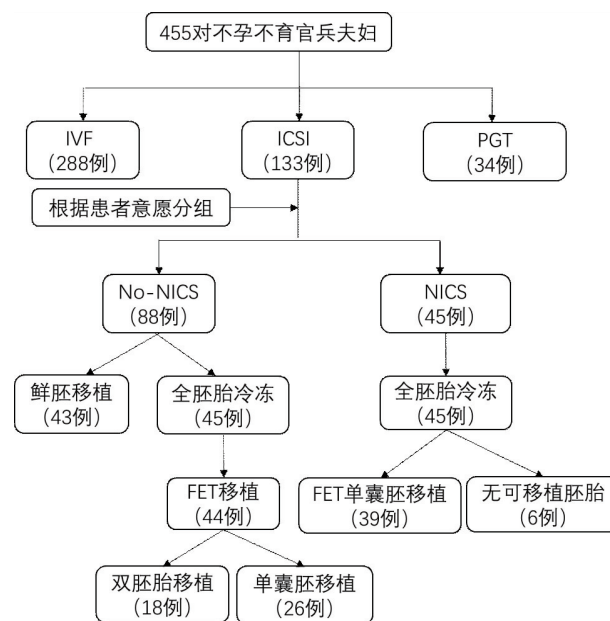 455对不孕不育官兵夫妇
IVF
（288例）
ICSI
（133例）
PGT
（34例）
根据患者意愿分组
No-NICS
（88例）
NICS
（45例）
鲜胚移植
（43例）
全胚胎冷冻
（45例）
全胚胎冷冻
（45例）
FET移植
（44例）
FET单囊胚移植
（39例）
无可移植胚胎
（6例）
双胚胎移植
（18例）
单囊胚移植
（26例）